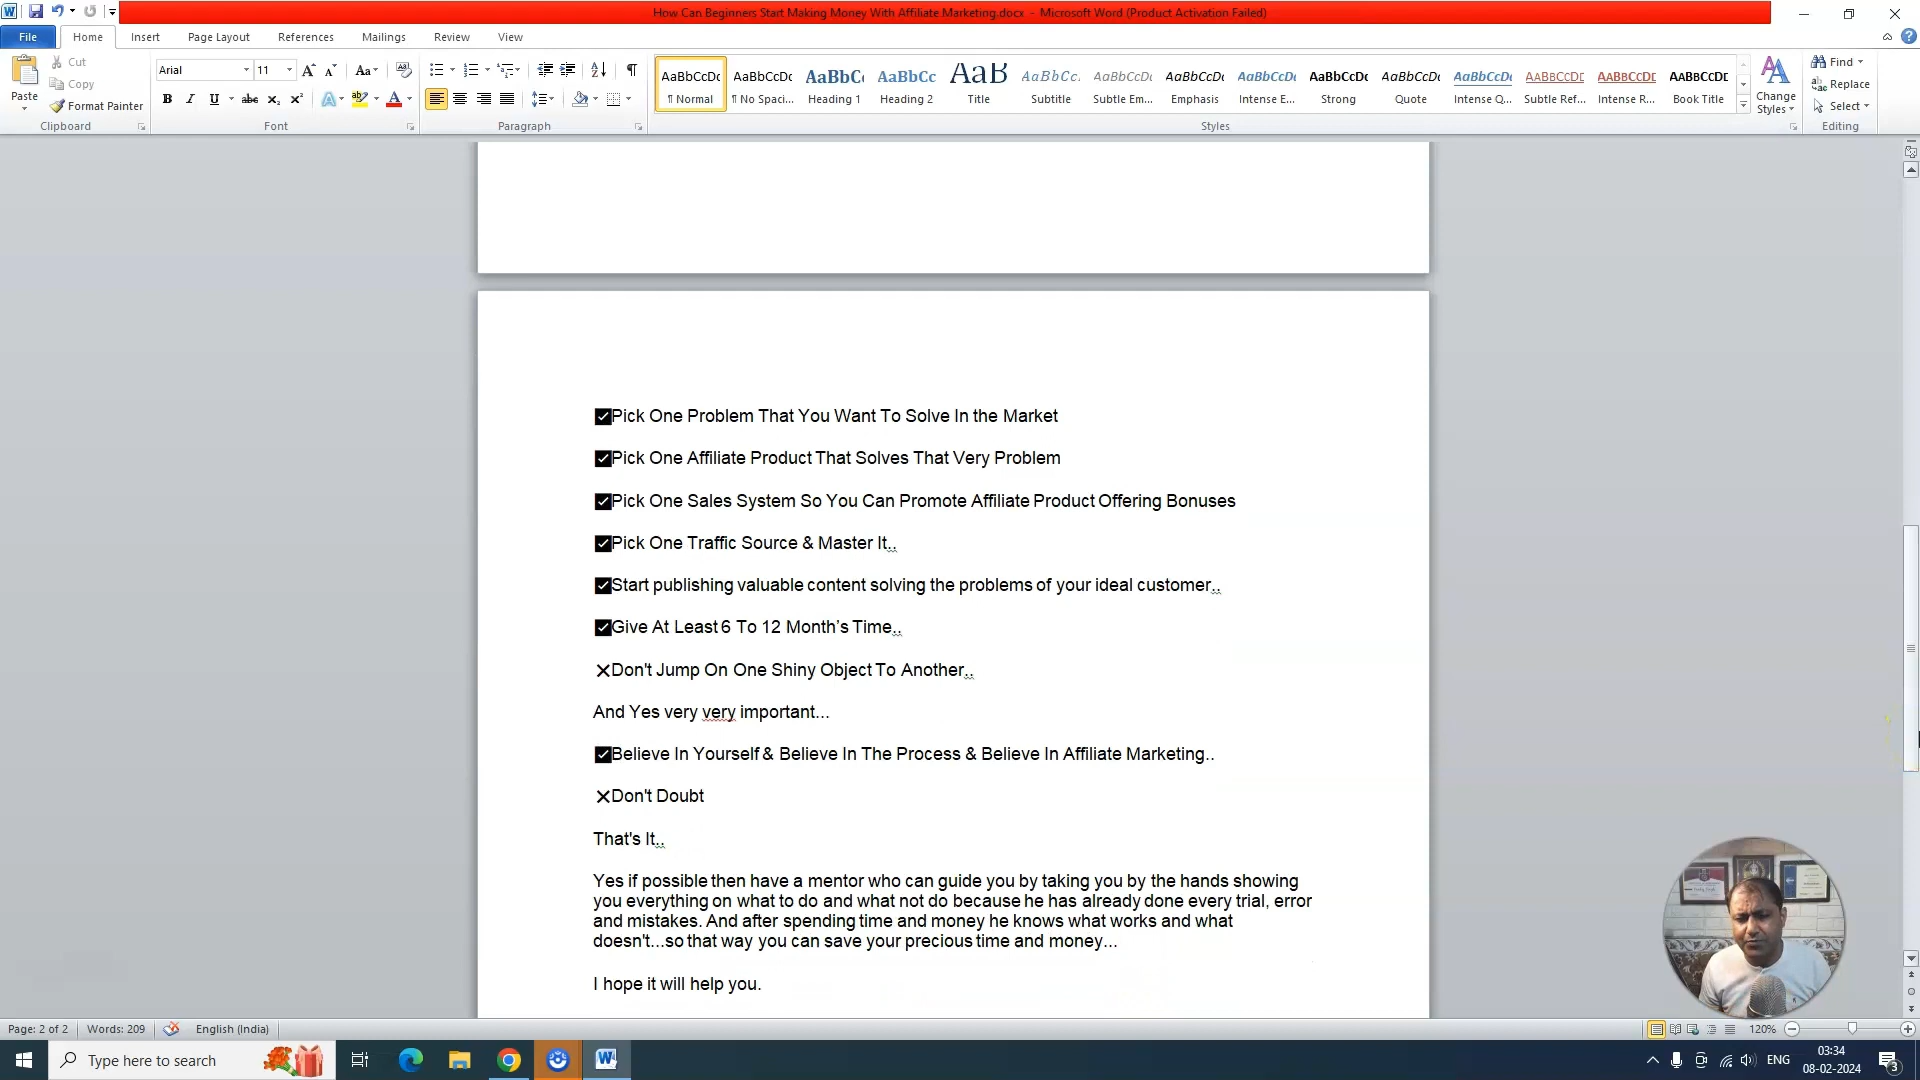 How Can Beginners Start Making Money With Affiliate Marketing.docx - Microsoft Word (Product Activation Failed)
File Home Insert Page Layout References Mailings Review View
Paste
Cut
Copy
Format Painter
Clipboard
Arial 11
Font
Paragraph
AaBbCcDc AaBbCcDc AaBbCc AaBbCc AaB AaBbCc. AaBbCcDc AaBbCcDc AaBbCcDc AaBbCcDc AaBbCcDc AaBbCcDc AABBCCDD AABBCCDD AABBCCDD
¶ Normal ¶ No Spaci... Heading 1 Heading 2 Title Subtitle Subtle Em... Emphasis Intense E... Strong Quote Intense Q... Subtle Ref... Intense R... Book Title
Change Styles
Styles
Find
Replace
Select
Editing
☑Pick One Problem That You Want To Solve In the Market
☑Pick One Affiliate Product That Solves That Very Problem
☑Pick One Sales System So You Can Promote Affiliate Product Offering Bonuses
☑Pick One Traffic Source & Master It..
☑Start publishing valuable content solving the problems of your ideal customer..
☑Give At Least 6 To 12 Month’s Time..
✕Don't Jump On One Shiny Object To Another..
And Yes very very important...
☑Believe In Yourself & Believe In The Process & Believe In Affiliate Marketing..
✕Don't Doubt
That's It..
Yes if possible then have a mentor who can guide you by taking you by the hands showing
you everything on what to do and what not do because he has already done every trial, error
and mistakes. And after spending time and money he knows what works and what
doesn't...so that way you can save your precious time and money...
I hope it will help you.
Page: 2 of 2 Words: 209 English (India) 120%
Type here to search
ENG
03:34
08-02-2024
3